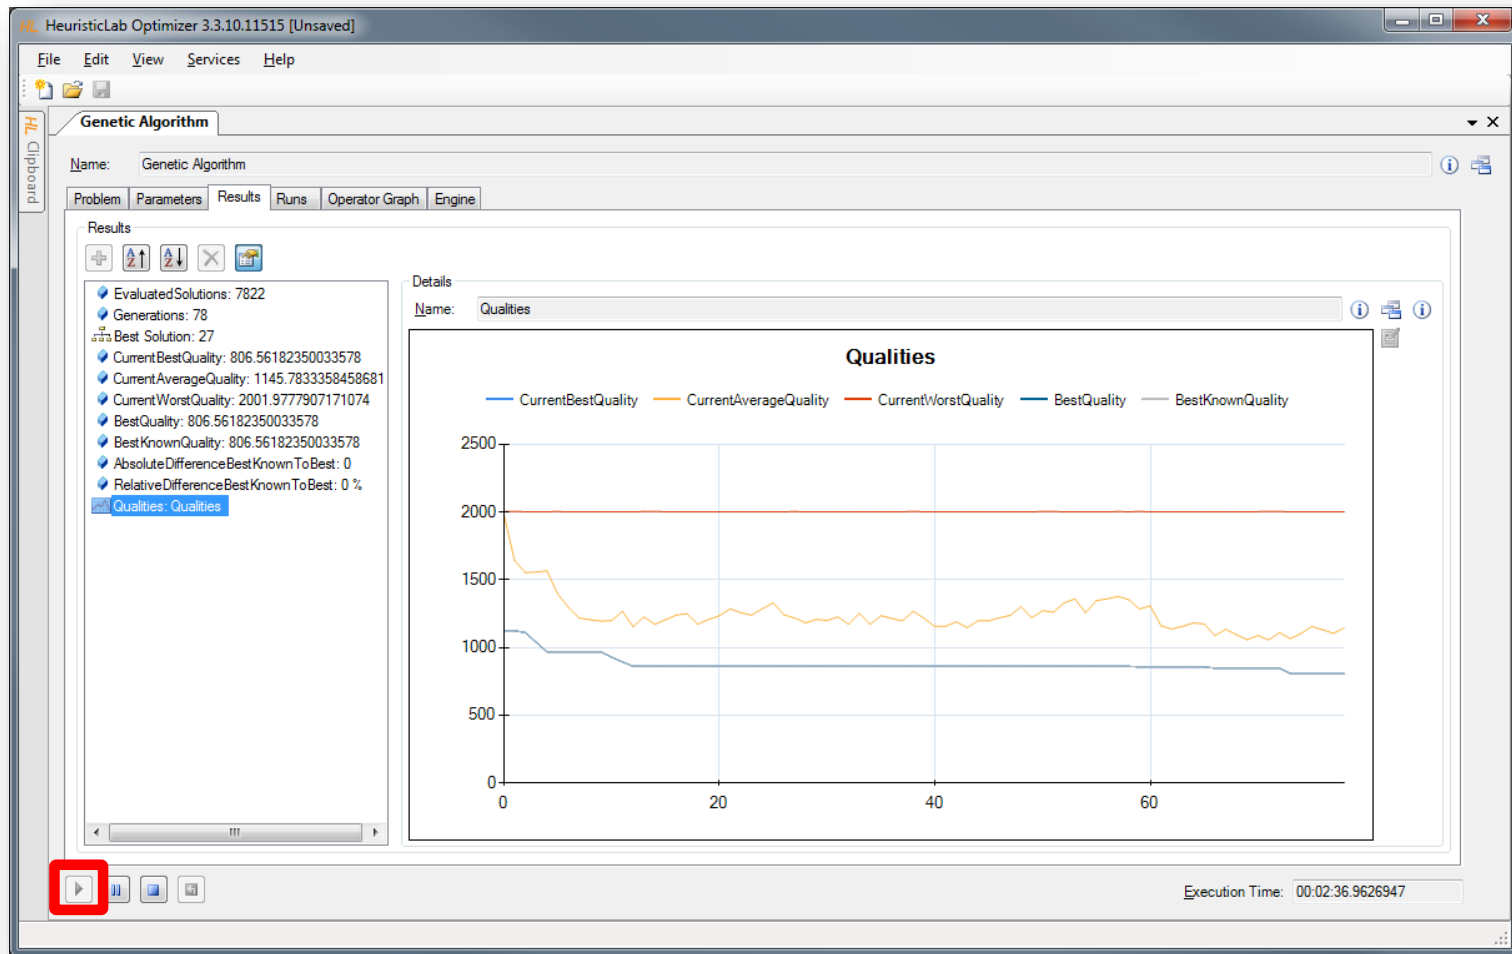 HL HeuristicLab Optimizer 3.3.10.11515 [Unsaved]
File Edit View Services Help
HL Clipboard
Genetic Algorithm
Name: Genetic Algorithm
Problem Parameters Results Runs Operator Graph Engine
Results
EvaluatedSolutions: 7822
Generations: 78
Best Solution: 27
CurrentBestQuality: 806.56182350033578
CurrentAverageQuality: 1145.7833358458681
CurrentWorstQuality: 2001.9777907171074
BestQuality: 806.56182350033578
BestKnownQuality: 806.56182350033578
AbsoluteDifferenceBestKnownToBest: 0
RelativeDifferenceBestKnownToBest: 0 %
Qualities: Qualities
Details
Name: Qualities
Qualities
CurrentBestQuality CurrentAverageQuality CurrentWorstQuality BestQuality BestKnownQuality
2500
2000
1500
1000
500
0
0 20 40 60
Execution Time: 00:02:36.9626947